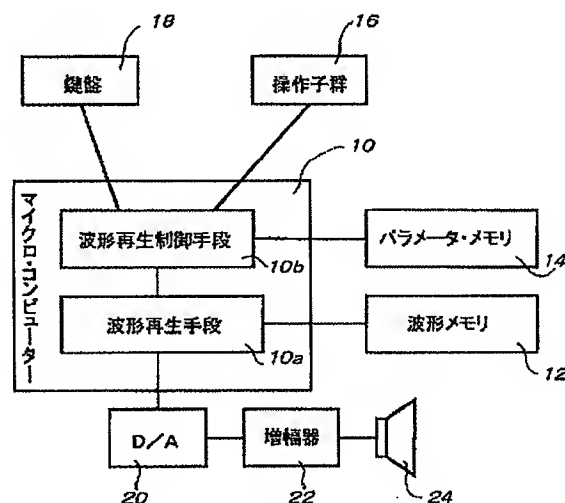 18
16
鍵盤
操作子群
10
マイクロ・コンピューター
波形再生制御手段
10b
パラメータ・メモリ
14
波形再生手段
10a
波形メモリ
12
D/A
増幅器
20
22
24